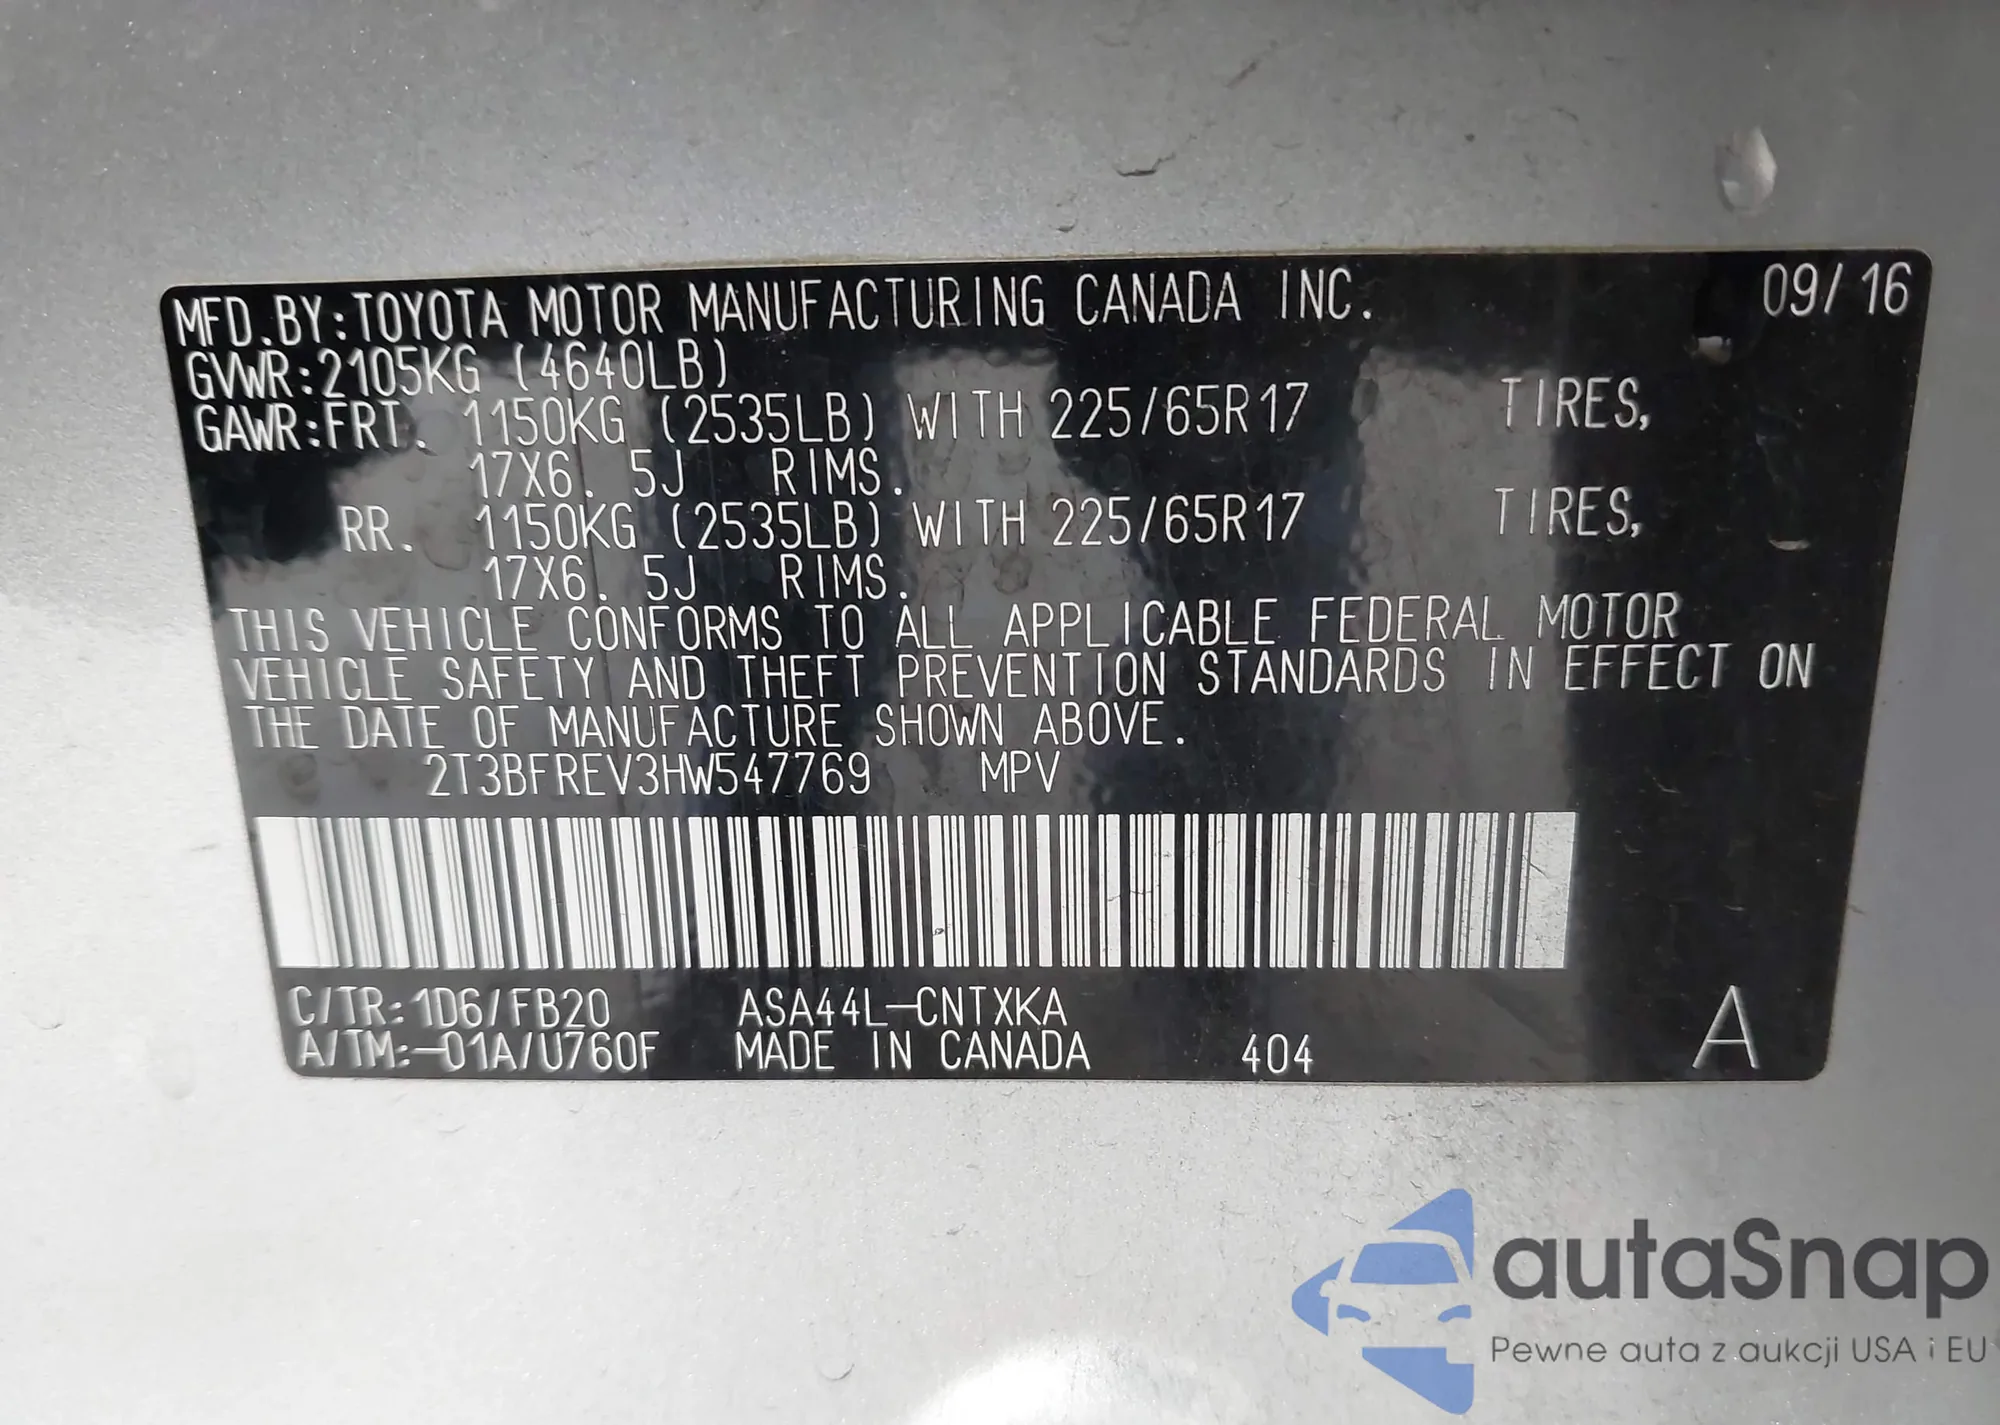 MFD.BY:TOYOTA MOTOR MANUFACTURING CANADA INC. 09/16
GVWR:2105KG (4640LB)
GAWR:FRT. 1150KG (2535LB) WITH 225/65R17 TIRES,
17X6. 5J RIMS.
RR. 1150KG (2535LB) WITH 225/65R17 TIRES,
17X6. 5J RIMS.
THIS VEHICLE CONFORMS TO ALL APPLICABLE FEDERAL MOTOR
VEHICLE SAFETY AND THEFT PREVENTION STANDARDS IN EFFECT ON
THE DATE OF MANUFACTURE SHOWN ABOVE.
2T3BFREV3HW547769 MPV
C/TR:1D6/FB20 ASA44L-CNTXKA
A/TM:-01A/U760F MADE IN CANADA 404 A
autaSnap
Pewne auta z aukcji USA i EU